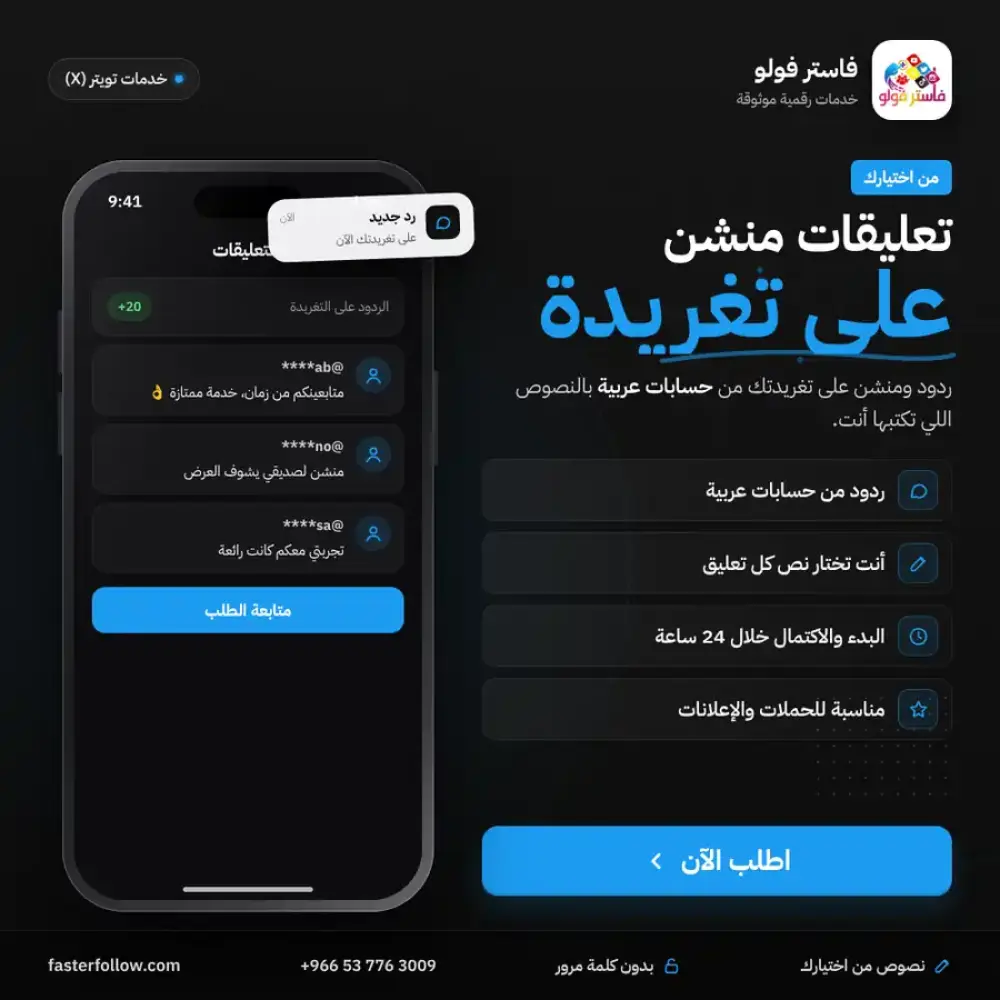 فاستر فولو
فاستر فولو
خدمات رقمية موثوقة
خدمات تويتر (X)
من اختيارك
تعليقات منشن
على تغريدة
ردود ومنشن على تغريدتك من حسابات عربية بالنصوص
اللي تكتبها أنت.
ردود من حسابات عربية
أنت تختار نص كل تعليق
البدء والاكتمال خلال 24 ساعة
مناسبة للحملات والإعلانات
اطلب الآن
9:41
رد جديد
الآن
على تغريدتك الآن
الردود على التغريدة
+20
@ab****
متابعينكم من زمان، خدمة ممتازة 👌
@no****
منشن لصديقي يشوف العرض
@sa****
تجربتي معكم كانت رائعة
متابعة الطلب
نصوص من اختيارك
بدون كلمة مرور
+966 53 776 3009
fasterfollow.com